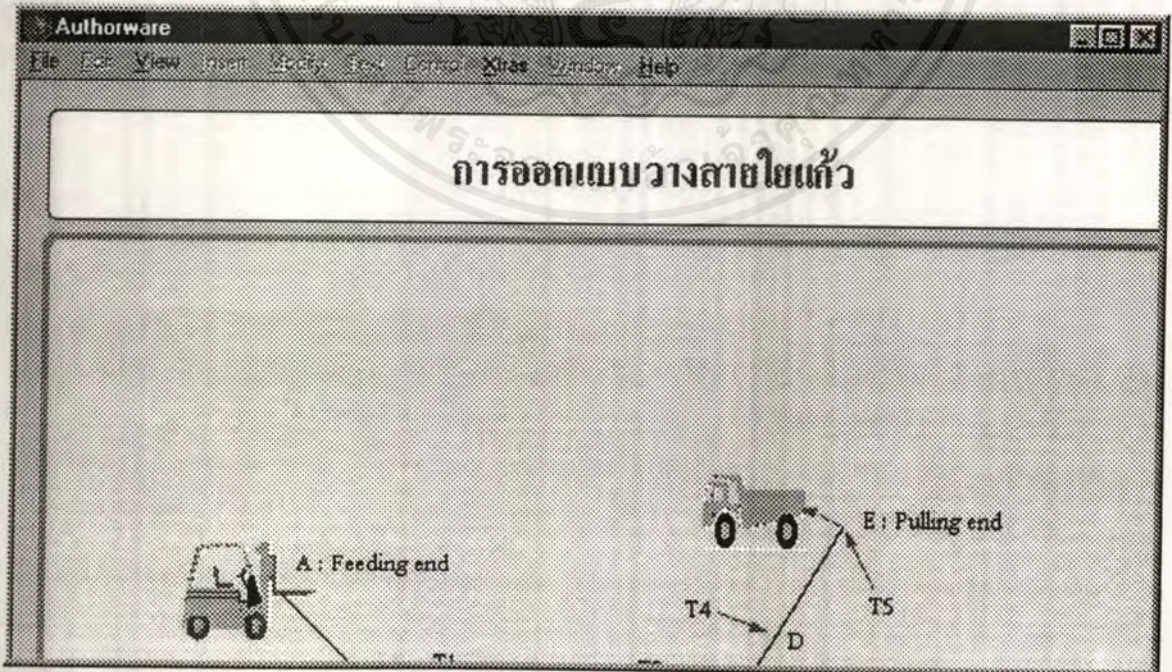 Authorware
File Edit View Insert Modify Text Control Xtras Window Help
การออกแบบวางสายใยแก้ว
E : Pulling end
A : Feeding end
T4
T5
D